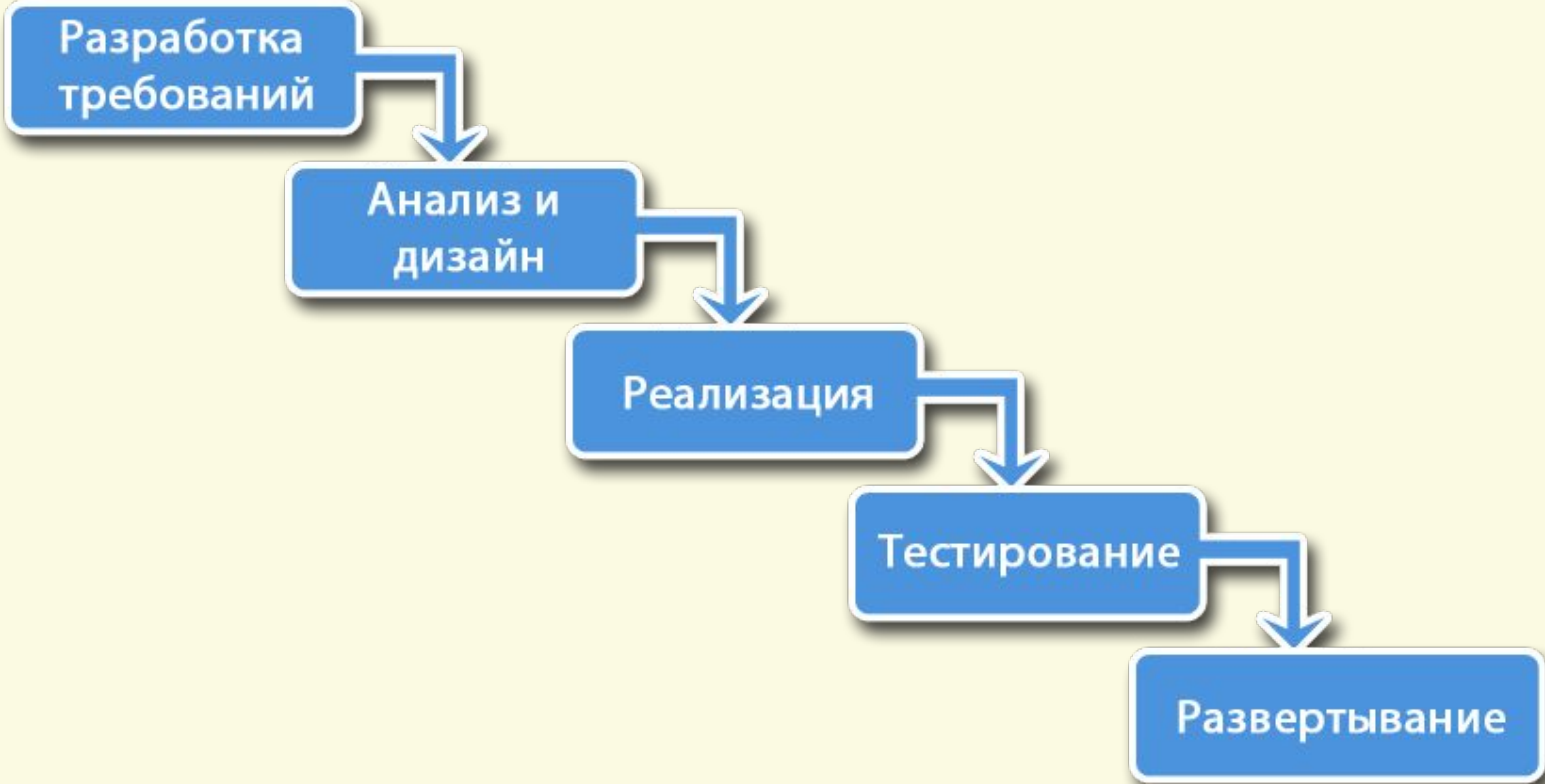 Разработка
требований
Анализ и
дизайн
Реализация
Тестирование
Развертывание